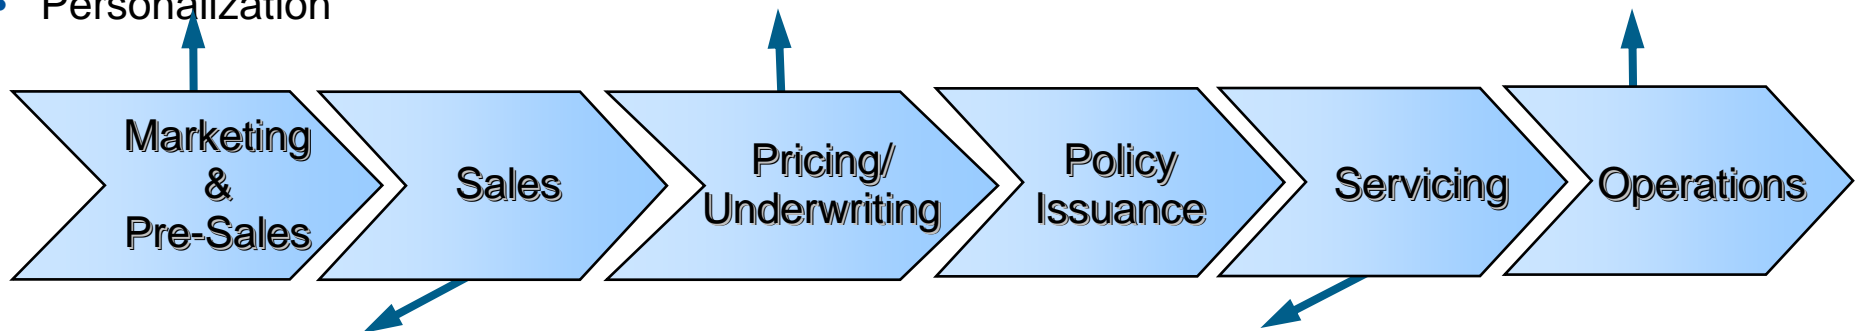 • Personalization
Marketing
&
Pre-Sales
Sales
Pricing/
Underwriting
Policy
Issuance
Servicing
Operations